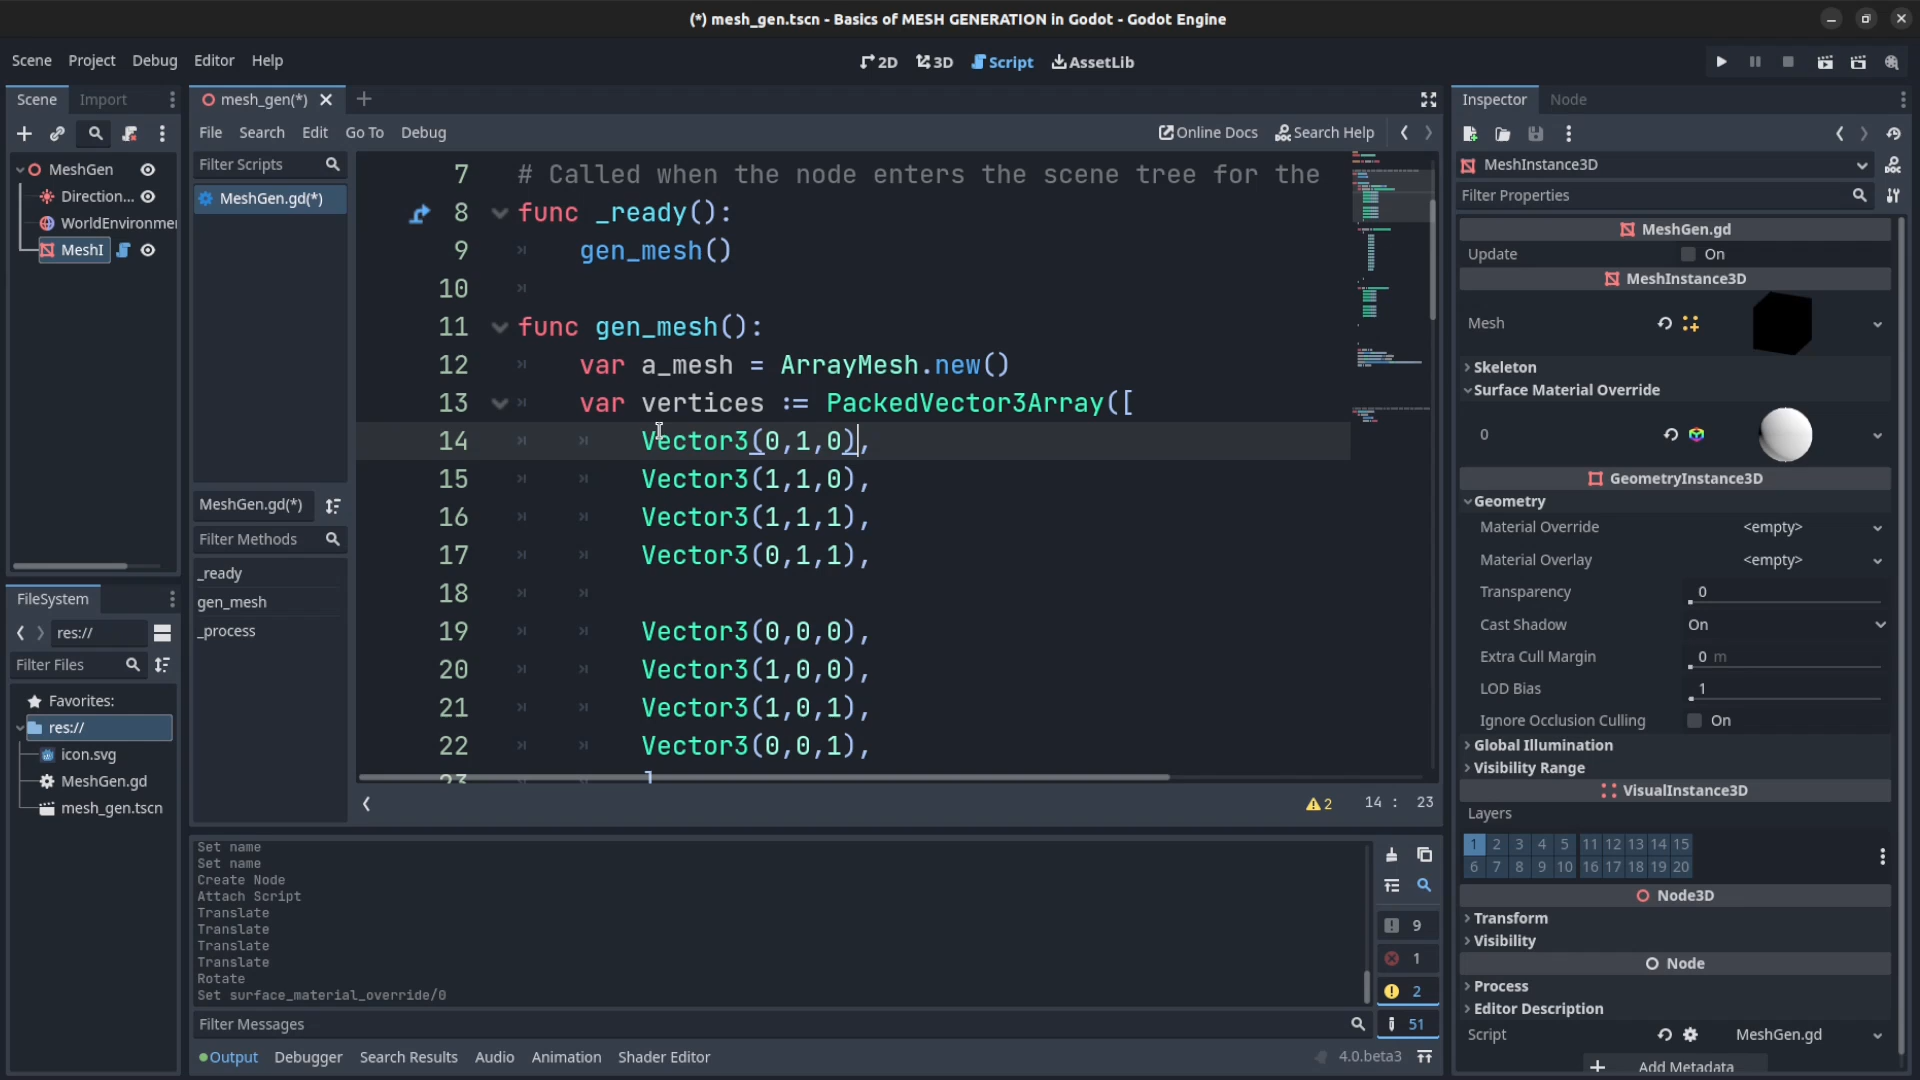 (*) mesh_gen.tscn - Basics of MESH GENERATION in Godot - Godot Engine
Scene Project Debug Editor Help
2D 3D Script AssetLib
Scene Import
MeshGen
Direction...
WorldEnvironme
MeshI
FileSystem
res://
Filter Files
Favorites:
res://
icon.svg
MeshGen.gd
mesh_gen.tscn
mesh_gen(*)
File Search Edit Go To Debug
Online Docs Search Help
Filter Scripts
MeshGen.gd(*)
MeshGen.gd(*)
Filter Methods
_ready
gen_mesh
_process
7 # Called when the node enters the scene tree for the
8 func _ready():
9 gen_mesh()
10
11 func gen_mesh():
12 var a_mesh = ArrayMesh.new()
13 var vertices := PackedVector3Array([
14 Vector3(0,1,0),
15 Vector3(1,1,0),
16 Vector3(1,1,1),
17 Vector3(0,1,1),
18
19 Vector3(0,0,0),
20 Vector3(1,0,0),
21 Vector3(1,0,1),
22 Vector3(0,0,1),
23 ]
2 14 : 23
Set name
Set name
Create Node
Attach Script
Translate
Translate
Translate
Translate
Rotate
Set surface_material_override/0
9
1
2
51
Filter Messages
Output Debugger Search Results Audio Animation Shader Editor
4.0.beta3
Inspector Node
MeshInstance3D
Filter Properties
MeshGen.gd
Update On
MeshInstance3D
Mesh
Skeleton
Surface Material Override
0
GeometryInstance3D
Geometry
Material Override <empty>
Material Overlay <empty>
Transparency 0
Cast Shadow On
Extra Cull Margin 0 m
LOD Bias 1
Ignore Occlusion Culling On
Global Illumination
Visibility Range
VisualInstance3D
Layers
1 2 3 4 5 11 12 13 14 15
6 7 8 9 10 16 17 18 19 20
Node3D
Transform
Visibility
Node
Process
Editor Description
Script MeshGen.gd
Add Metadata